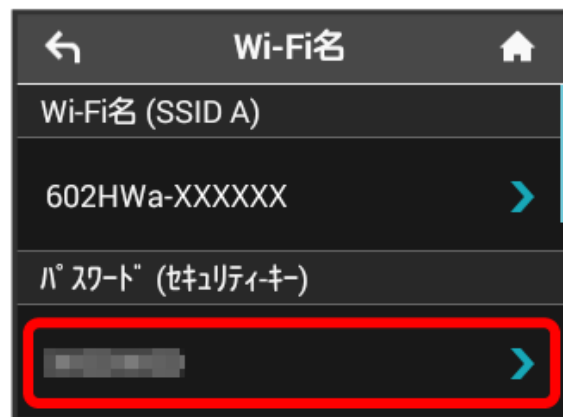 Wi-Fi名
Wi-Fi名 (SSID A)
602HWa-XXXXXX
ﾊﾟｽﾜｰﾄﾞ (ｾｷｭﾘﾃｨ-ｷｰ)